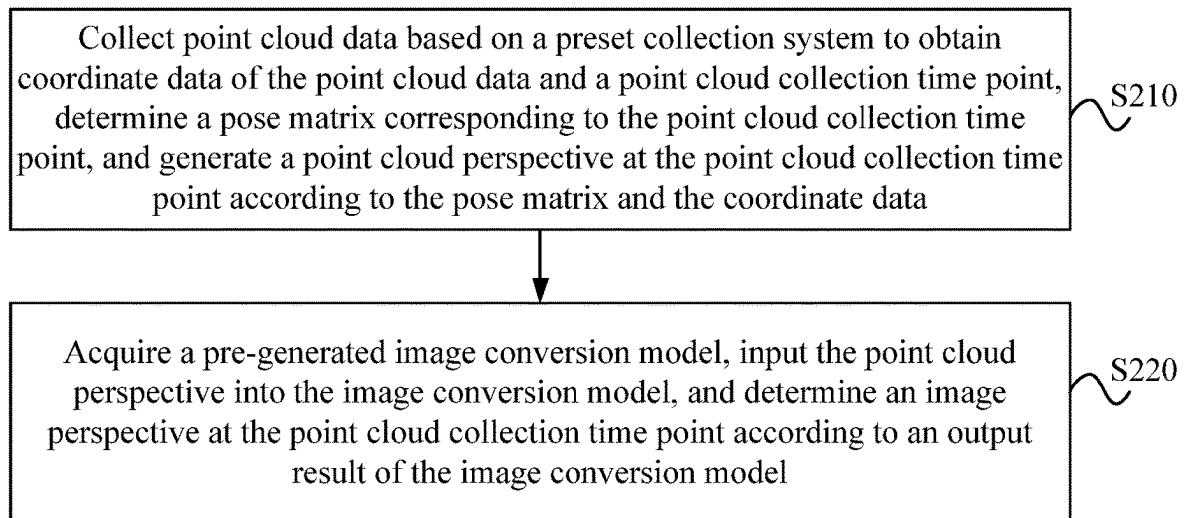 Collect point cloud data based on a preset collection system to obtain
coordinate data of the point cloud data and a point cloud collection time point,
determine a pose matrix corresponding to the point cloud collection time
point, and generate a point cloud perspective at the point cloud collection time
point according to the pose matrix and the coordinate data
S210
Acquire a pre-generated image conversion model, input the point cloud
perspective into the image conversion model, and determine an image
perspective at the point cloud collection time point according to an output
result of the image conversion model
S220